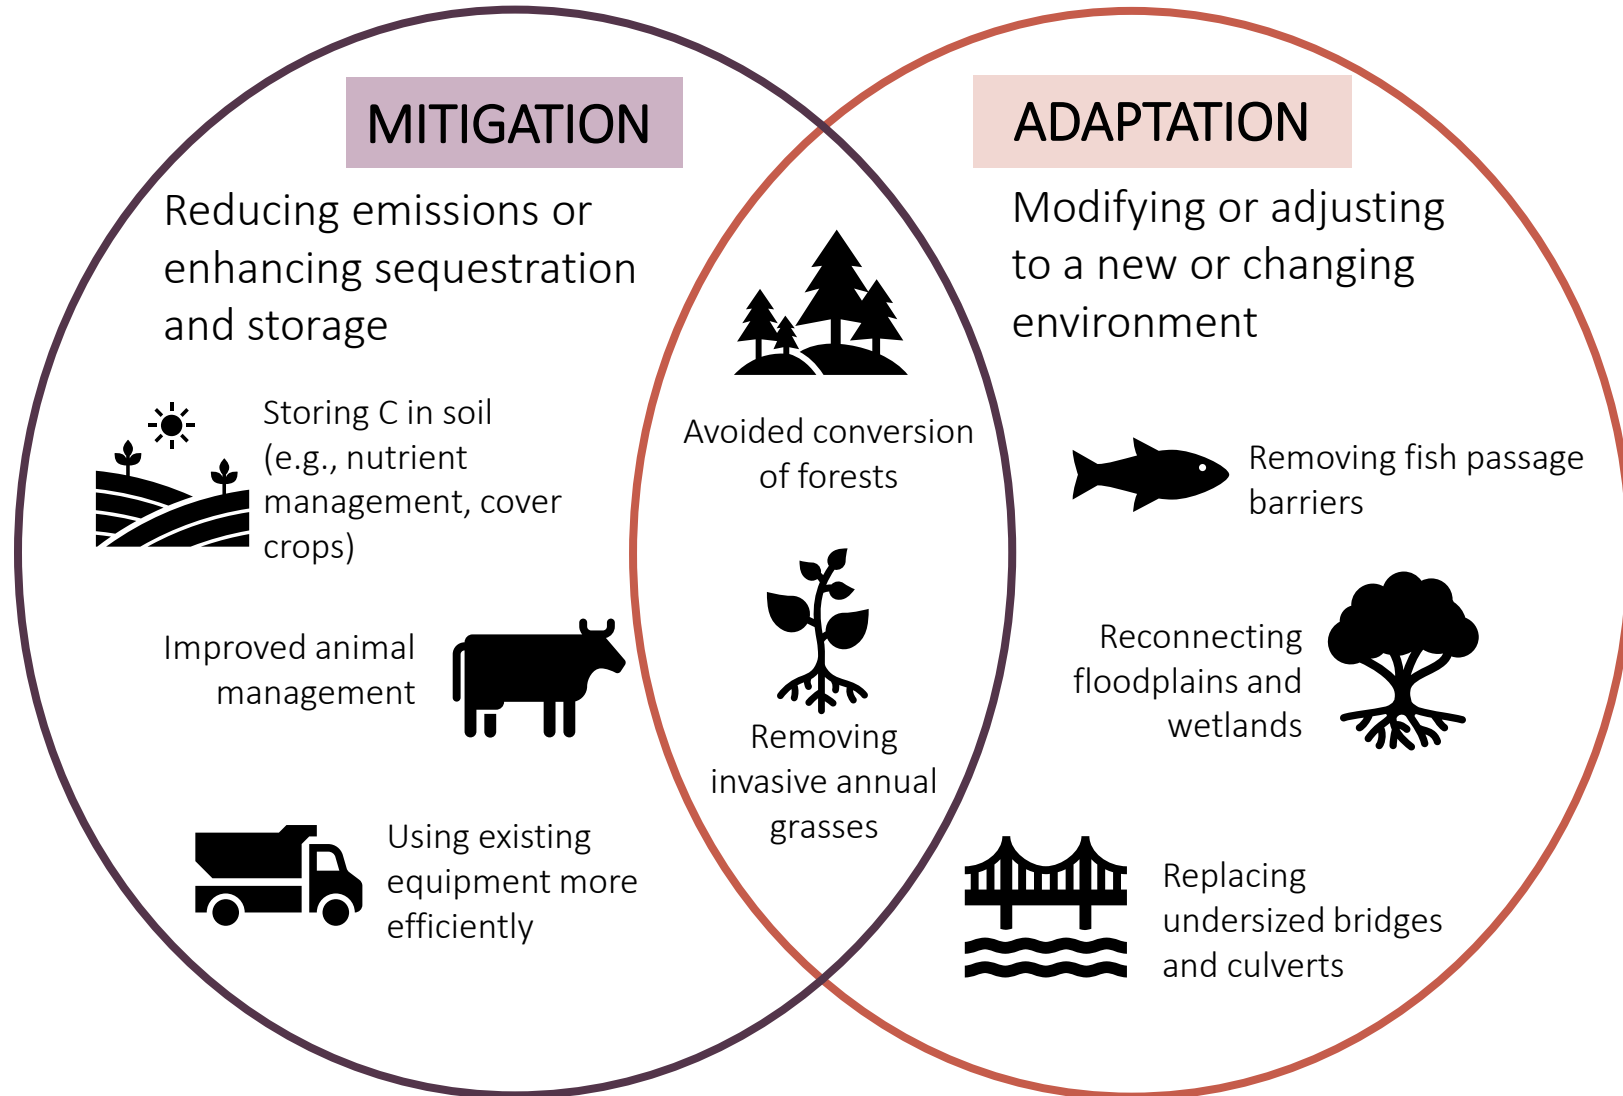 MITIGATION
Reducing emissions or
enhancing sequestration
and storage
Storing C in soil
(e.g., nutrient
management, cover
crops)
Improved animal
management
Using existing
equipment more
efficiently
Avoided conversion
of forests
Removing
invasive annual
grasses
ADAPTATION
Modifying or adjusting
to a new or changing
environment
Removing fish passage
barriers
Reconnecting
floodplains and
wetlands
Replacing
undersized bridges
and culverts